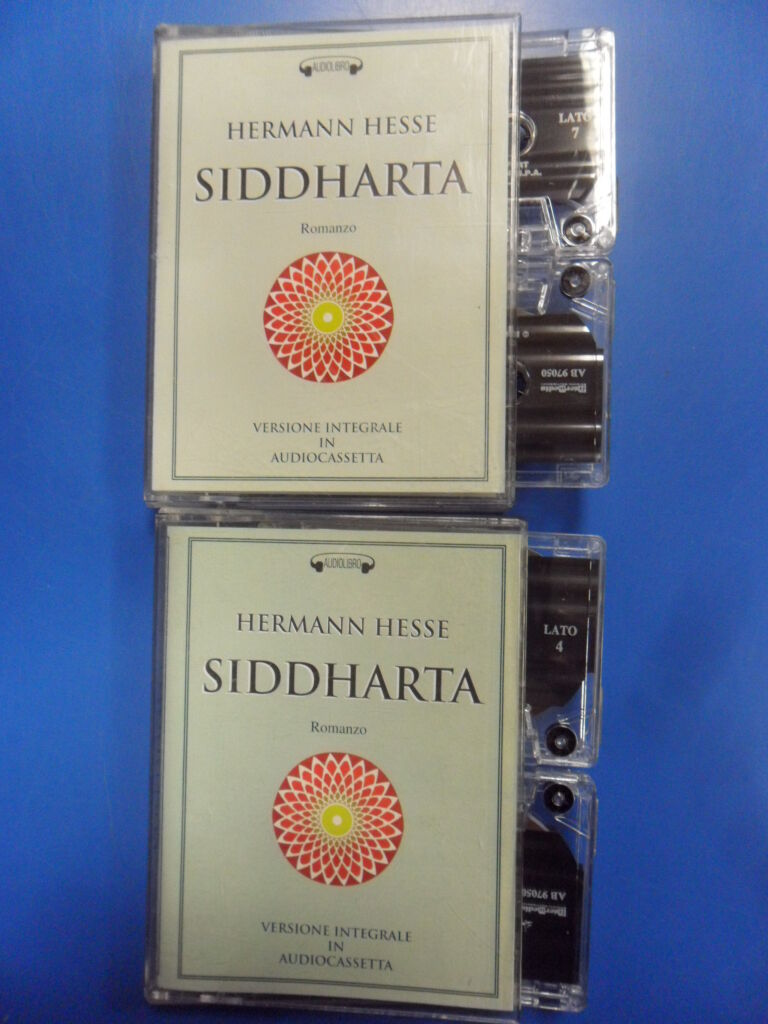 AUDIOLIBRO
HERMANN HESSE
SIDDHARTA
Romanzo
VERSIONE INTEGRALE
IN
AUDIOCASSETTA
LATO
7
S.P.A.
AB 97050
AUDIOLIBRO
HERMANN HESSE
SIDDHARTA
Romanzo
VERSIONE INTEGRALE
IN
AUDIOCASSETTA
LATO
4
AB 97050